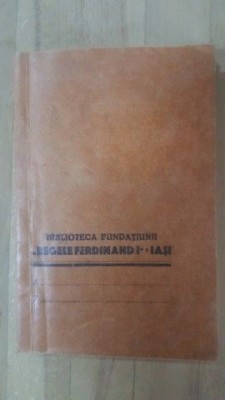 BIBLIOTECA FUNDAȚIUNII
„REGELE FERDINAND I" · IAȘI